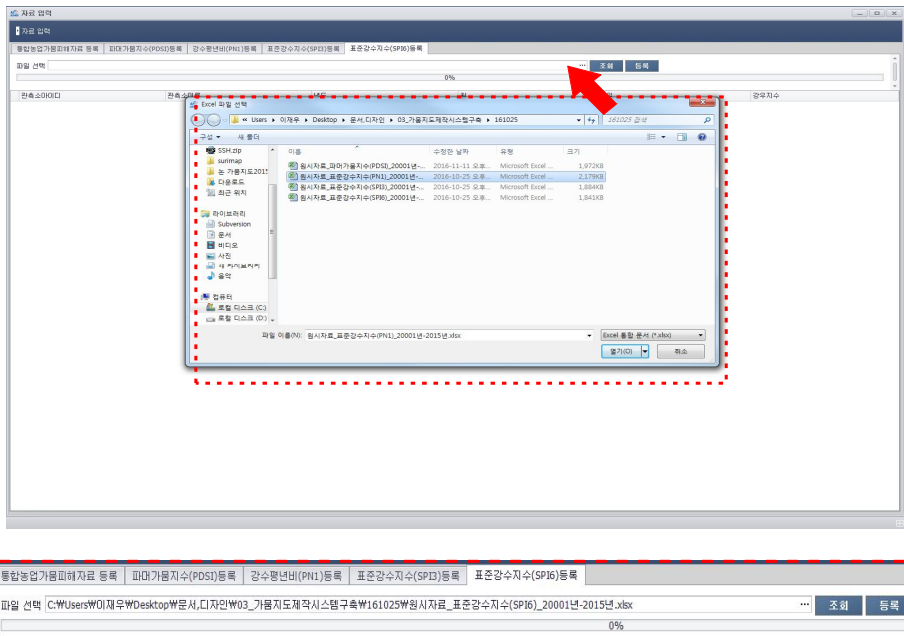 자료 입력
자료 입력
통합농업가뭄피해자료 등록 파머가뭄지수(PDSI)등록 강수평년비(PN1)등록 표준강수지수(SPI3)등록 표준강수지수(SPI6)등록
파일 선택 ... 조회 등록
0%
관측소아이디 강우지수
Excel 파일 선택
« Users ▸ 이재우 ▸ Desktop ▸ 문서,디자인 ▸ 03_가뭄지도제작시스템구축 ▸ 161025 161025 검색
구성 새 폴더
SSH.zip
surimap
논 가뭄지도2015
다운로드
최근 위치
라이브러리
Subversion
문서
비디오
사진
음악
컴퓨터
로컬 디스크 (C:)
로컬 디스크 (D:)
이름 수정한 날짜 유형 크기
원시자료_파머가뭄지수(PDSI)_20001년-... 2016-11-11 오후... Microsoft Excel ... 1,972KB
원시자료_표준강수지수(PN1)_20001년-... 2016-10-25 오후... Microsoft Excel ... 2,179KB
원시자료_표준강수지수(SPI3)_20001년-... 2016-10-25 오후... Microsoft Excel ... 1,884KB
원시자료_표준강수지수(SPI6)_20001년-... 2016-10-25 오후... Microsoft Excel ... 1,841KB
파일 이름(N): 원시자료_표준강수지수(PN1)_20001년-2015년.xlsx Excel 통합 문서 (*.xlsx)
열기(O) 취소
통합농업가뭄피해자료 등록 파머가뭄지수(PDSI)등록 강수평년비(PN1)등록 표준강수지수(SPI3)등록 표준강수지수(SPI6)등록
파일 선택 C:₩Users₩이재우₩Desktop₩문서,디자인₩03_가뭄지도제작시스템구축₩161025₩원시자료_표준강수지수(SPI6)_20001년-2015년.xlsx ... 조회 등록
0%